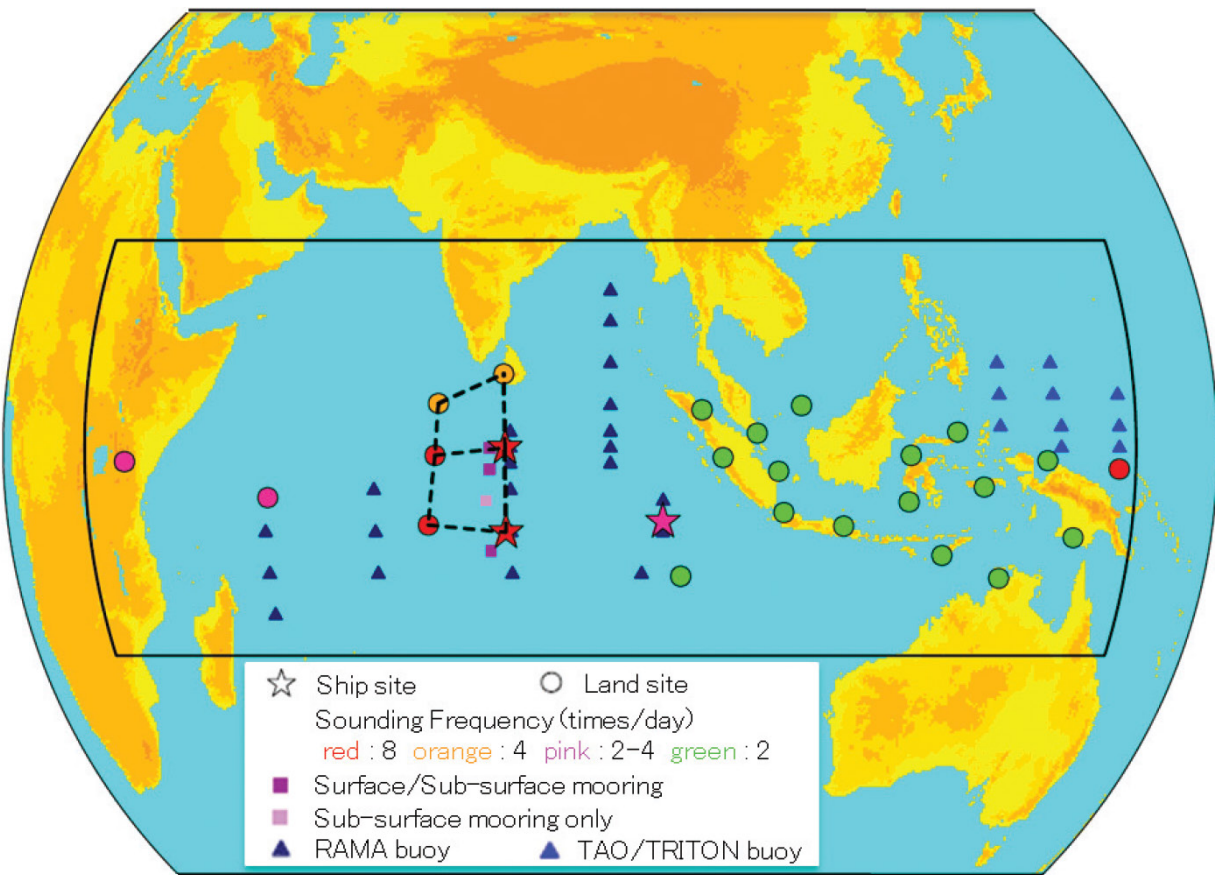 Ship site
Land site
Sounding Frequency (times/day)
red : 8 orange : 4 pink : 2-4 green : 2
Surface/Sub-surface mooring
Sub-surface mooring only
RAMA buoy
TAO/TRITON buoy